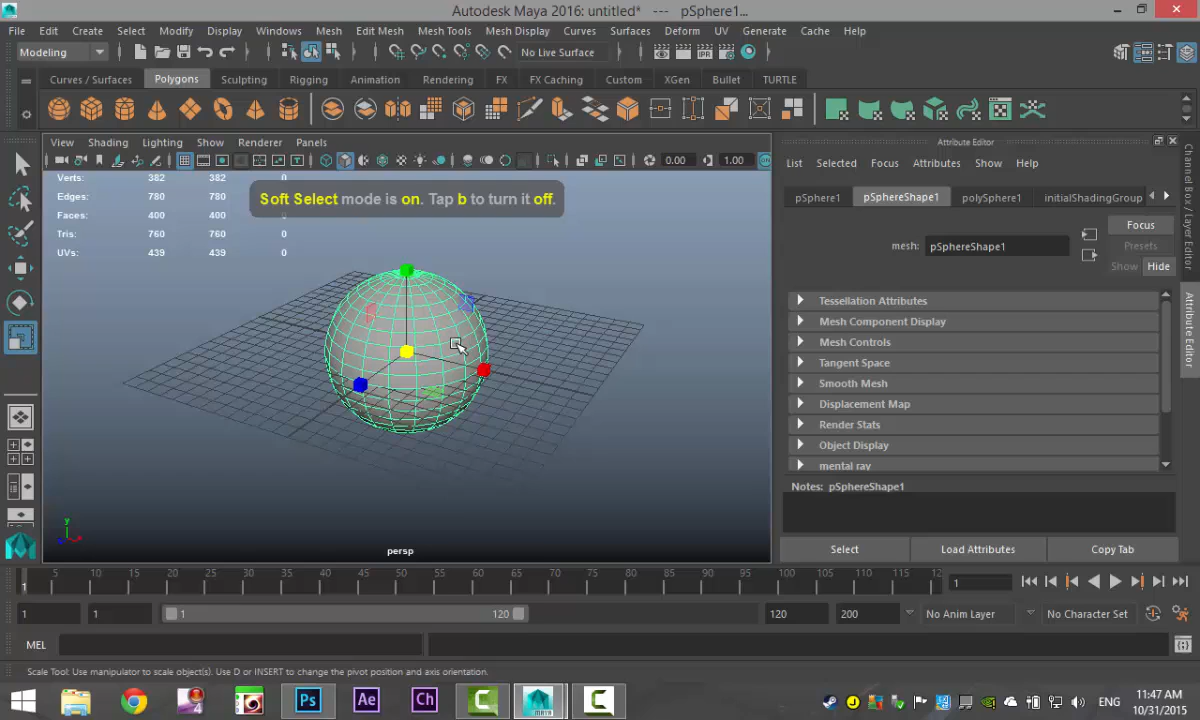 Autodesk Maya 2016: untitled*   ---   pSphere1...
File Edit Create Select Modify Display Windows Mesh Edit Mesh Mesh Tools Mesh Display Curves Surfaces Deform UV Generate Cache Help
Modeling No Live Surface
Curves / Surfaces Polygons Sculpting Rigging Animation Rendering FX FX Caching Custom XGen Bullet TURTLE
View Shading Lighting Show Renderer Panels
0.00 1.00
Verts: 382 382 0
Edges: 780 780 0
Faces: 400 400 0
Tris: 760 760 0
UVs: 439 439 0
Soft Select mode is on. Tap b to turn it off.
y
persp
Attribute Editor
List Selected Focus Attributes Show Help
pSphere1 pSphereShape1 polySphere1 initialShadingGroup
Focus
Presets
mesh: pSphereShape1
Show Hide
Tessellation Attributes
Mesh Component Display
Mesh Controls
Tangent Space
Smooth Mesh
Displacement Map
Render Stats
Object Display
mental ray
Notes: pSphereShape1
Select Load Attributes Copy Tab
Channel Box / Layer Editor
Attribute Editor
1 5 10 15 20 25 30 35 40 45 50 55 60 65 70 75 80 85 90 95 100 105 110 115 12 1
1 1 1 120 120 200 No Anim Layer No Character Set
MEL
Scale Tool: Use manipulator to scale object(s). Use D or INSERT to change the pivot position and axis orientation.
Ps Ae Ch MAYA ENG
11:47 AM
10/31/2015